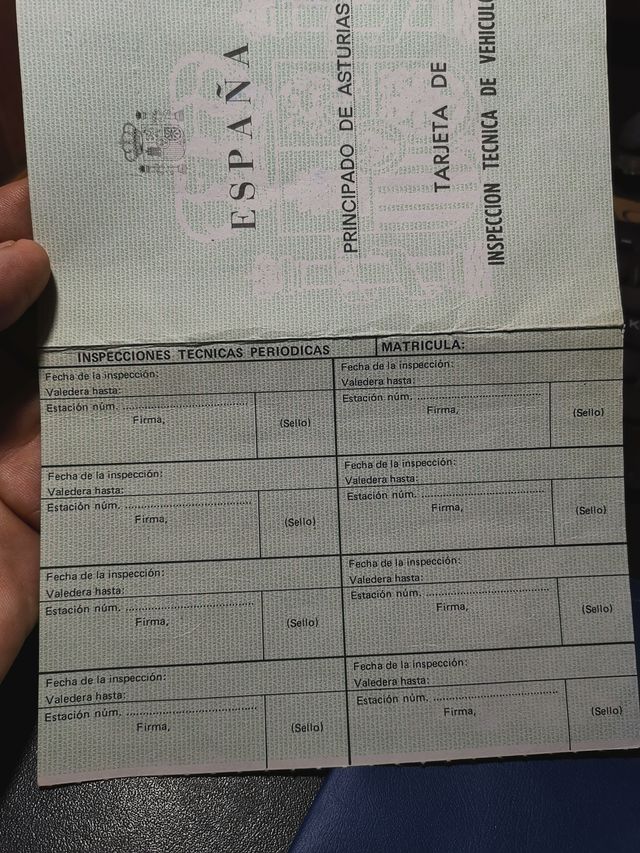 ESPAÑA
PRINCIPADO DE ASTURIAS
TARJETA DE
INSPECCION TECNICA DE
INSPECCIONES TECNICAS PERIODICAS
MATRICULA:
Fecha de la inspección:
Valedera hasta:
Estación núm. ........................................
Firma,
(Sello)
Fecha de la inspección:
Valedera hasta:
Estación núm. ........................................
Firma,
(Sello)
Fecha de la inspección:
Valedera hasta:
Estación núm. ........................................
Firma,
(Sello)
Fecha de la inspección:
Valedera hasta:
Estación núm. ........................................
Firma,
(Sello)
Fecha de la inspección:
Valedera hasta:
Estación núm. ........................................
Firma,
(Sello)
Fecha de la inspección:
Valedera hasta:
Estación núm. ........................................
Firma,
(Sello)
Fecha de la inspección:
Valedera hasta:
Estación núm. ........................................
Firma,
(Sello)
Fecha de la inspección:
Valedera hasta:
Estación núm. ........................................
Firma,
(Sello)